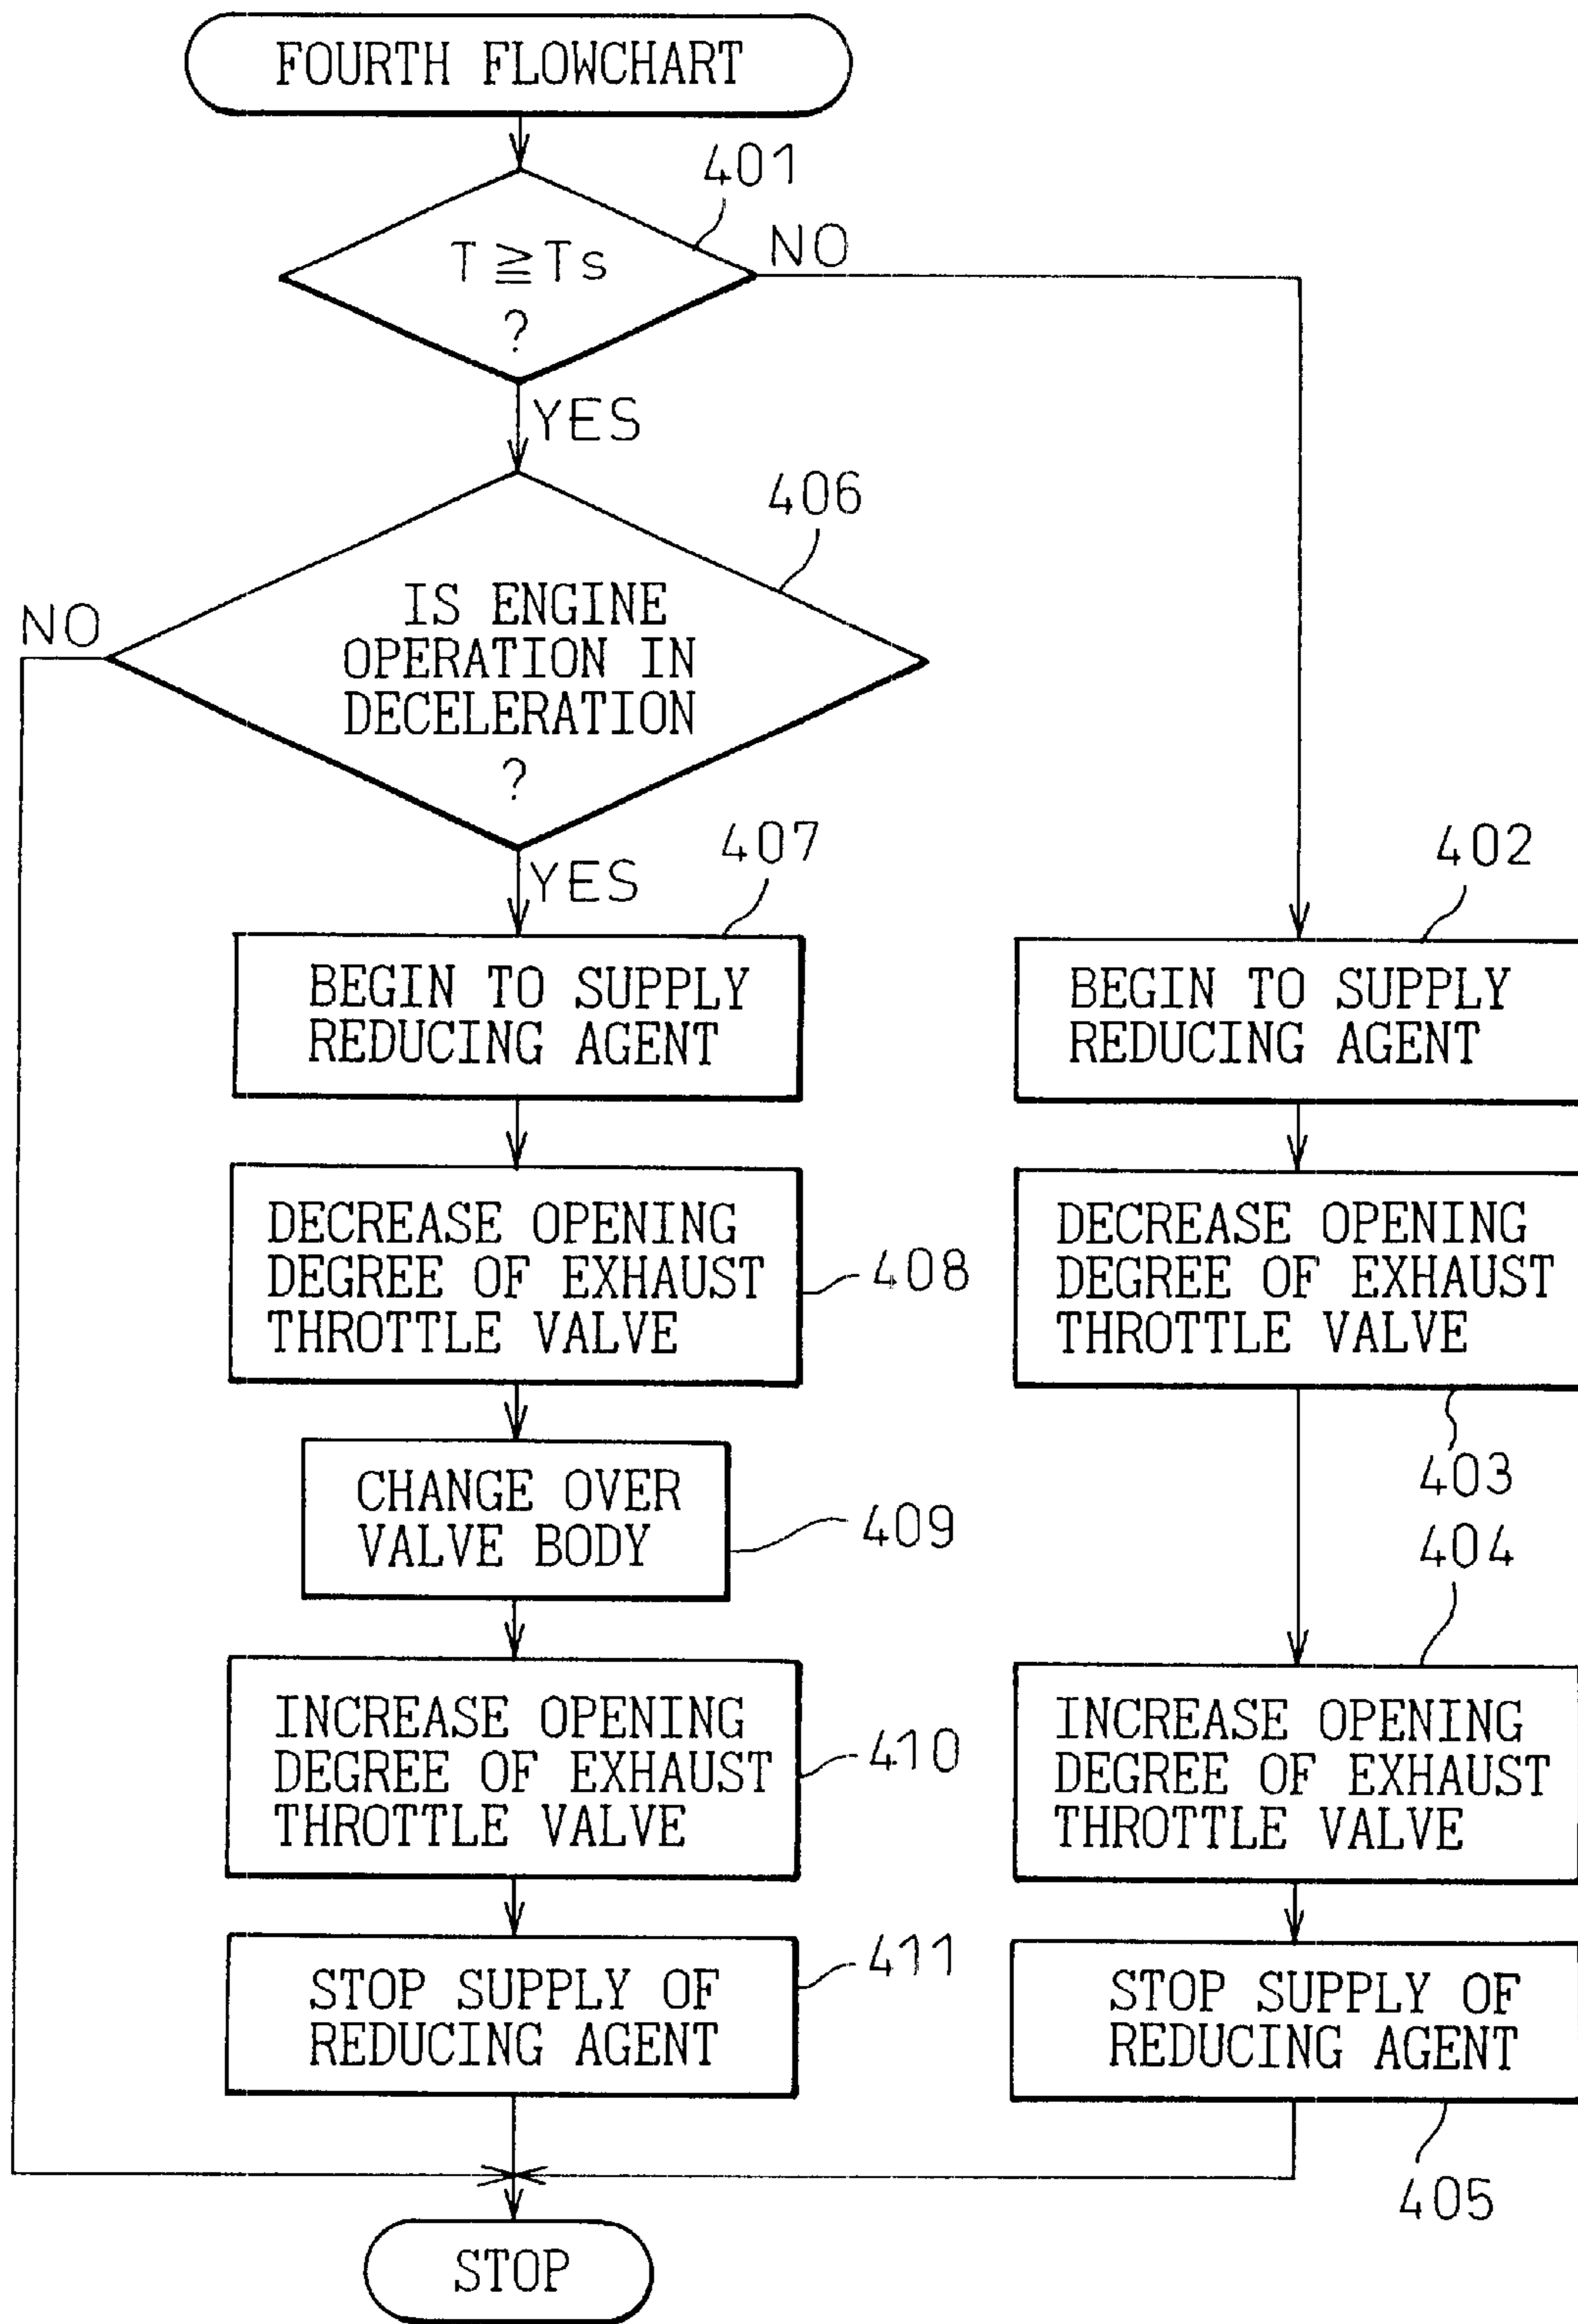 FOURTH FLOWCHART
401
T ≧ Ts
?
NO
YES
406
IS ENGINE
OPERATION IN
DECELERATION
?
NO
YES
407
BEGIN TO SUPPLY
REDUCING AGENT
DECREASE OPENING
DEGREE OF EXHAUST
THROTTLE VALVE
408
CHANGE OVER
VALVE BODY
409
INCREASE OPENING
DEGREE OF EXHAUST
THROTTLE VALVE
410
STOP SUPPLY OF
REDUCING AGENT
411
402
BEGIN TO SUPPLY
REDUCING AGENT
DECREASE OPENING
DEGREE OF EXHAUST
THROTTLE VALVE
403
404
INCREASE OPENING
DEGREE OF EXHAUST
THROTTLE VALVE
STOP SUPPLY OF
REDUCING AGENT
405
STOP